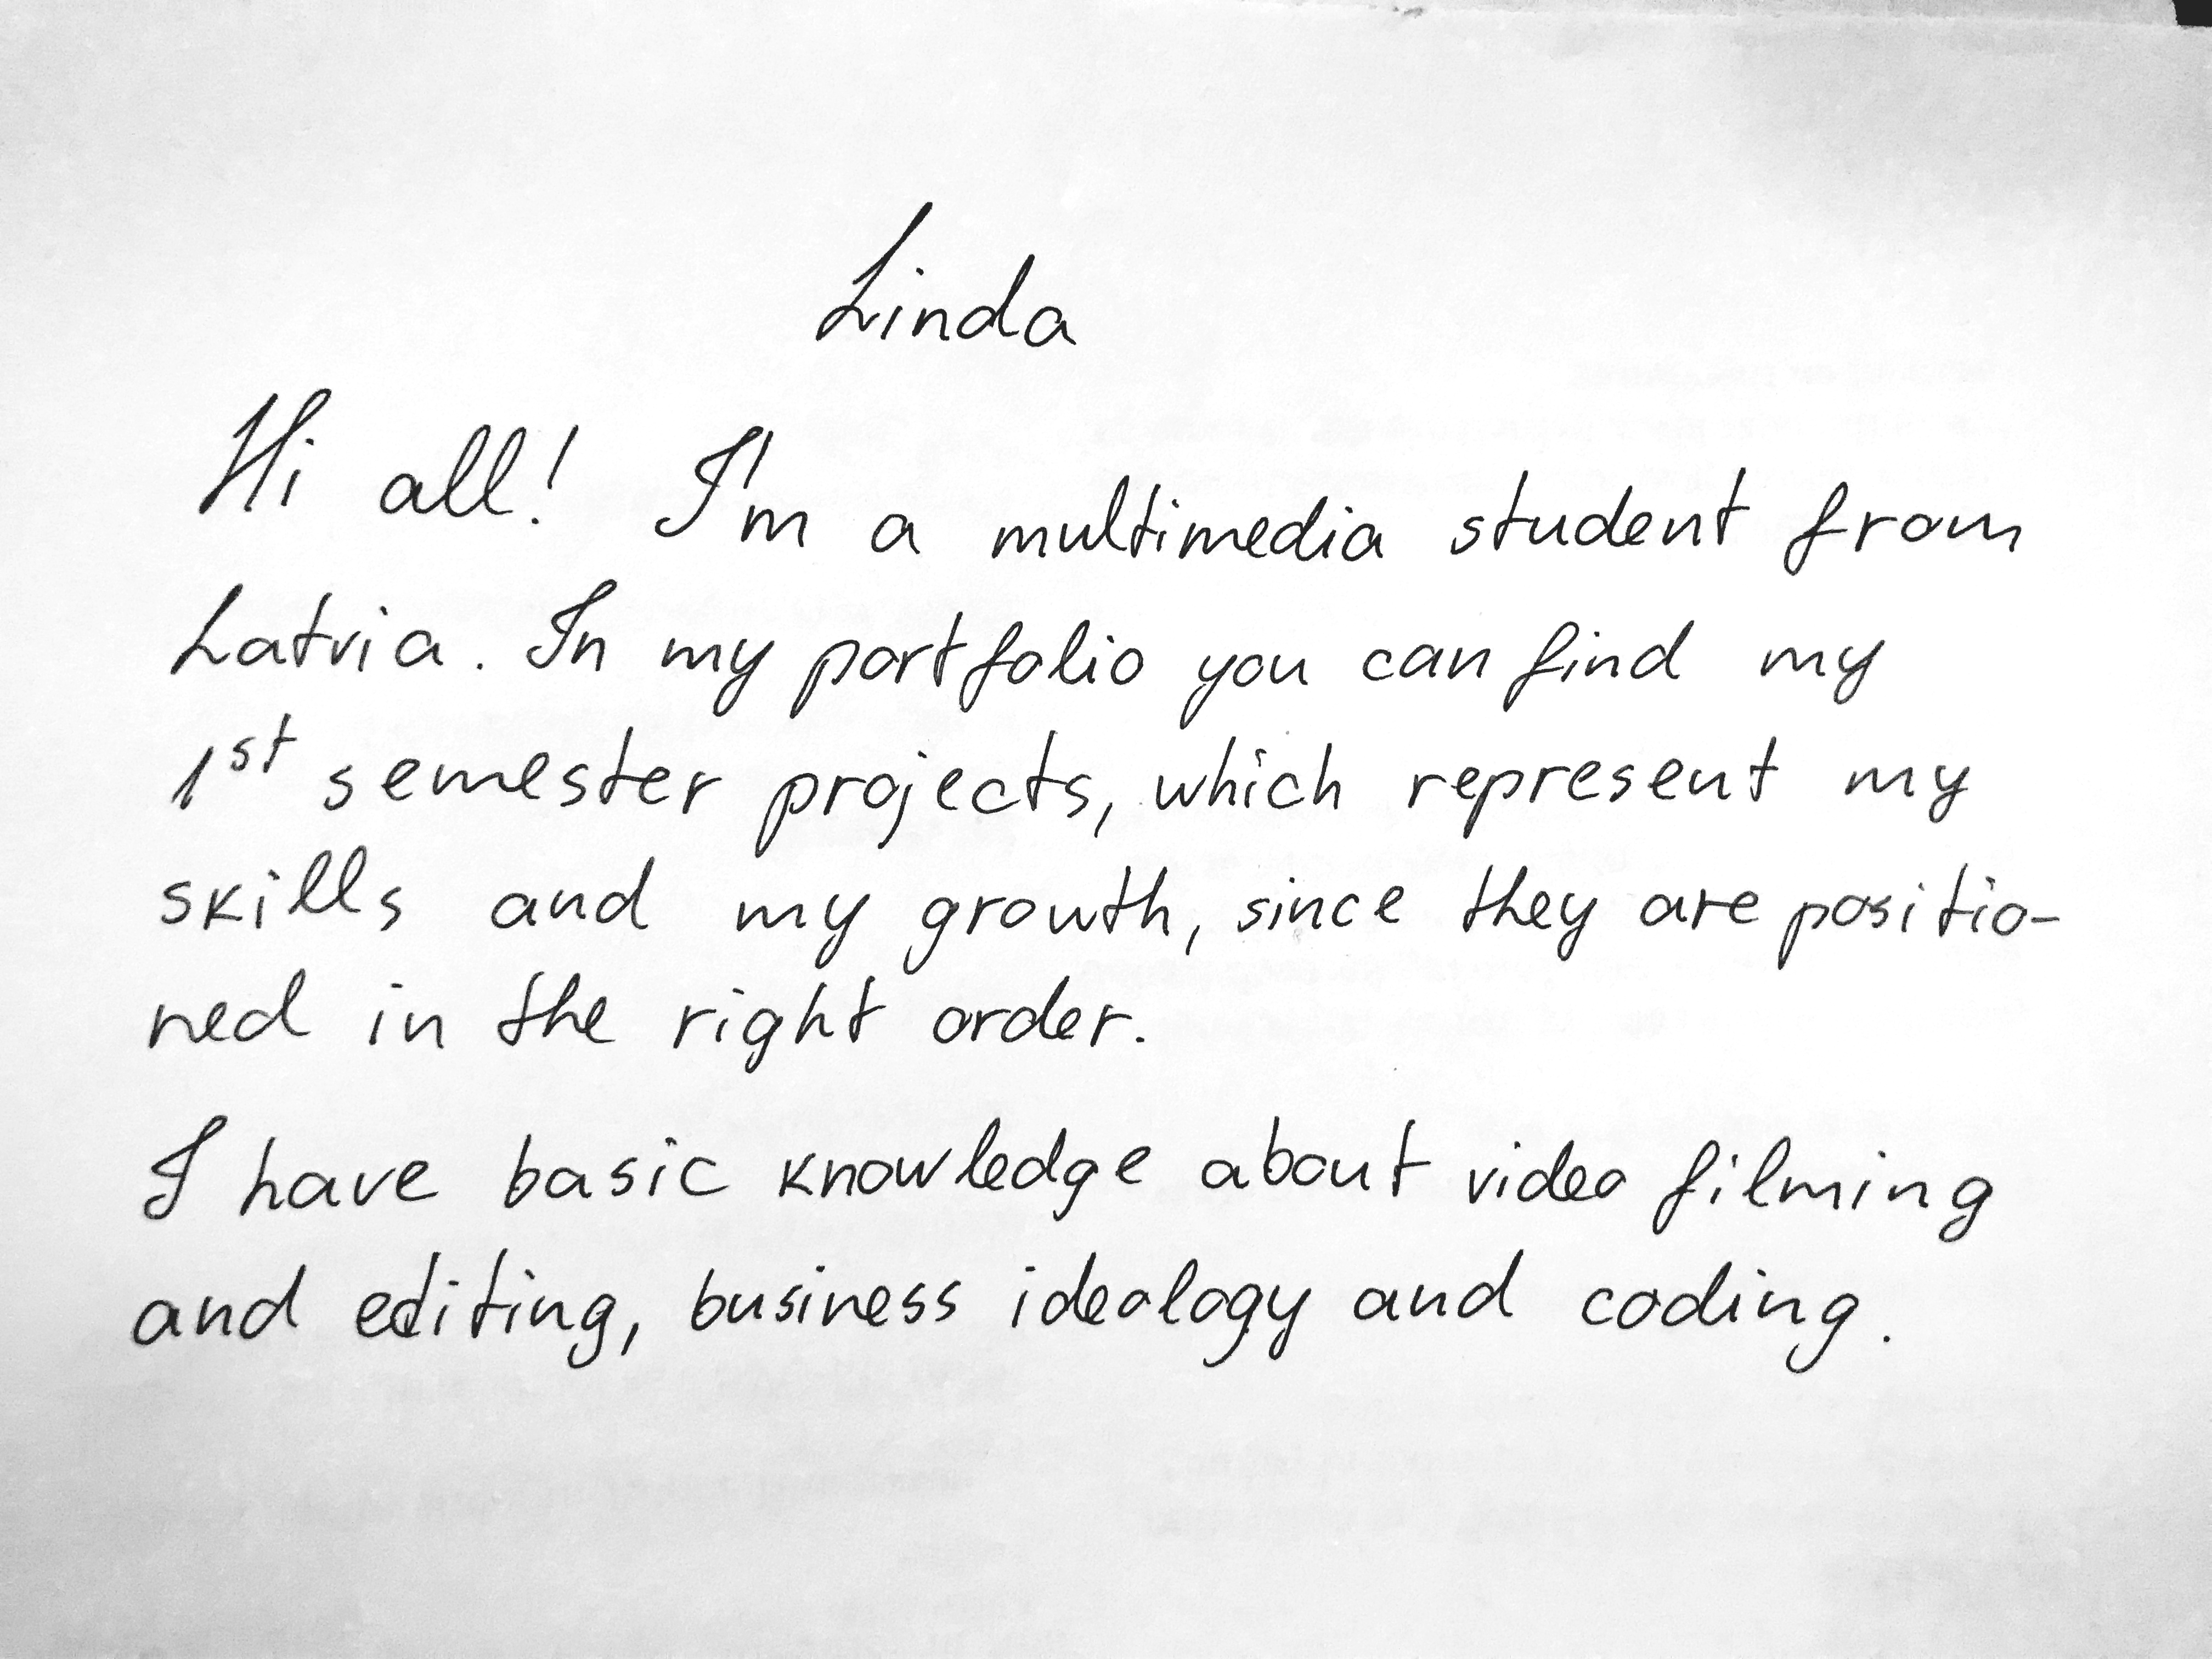 Linda
Hi all! I'm a multimedia student from
Latvia. In my portfolio you can find my
1st semester projects, which represent my
skills and my growth, since they are positio-
ned in the right order.
I have basic knowledge about video filming
and editing, business idealogy and coding.